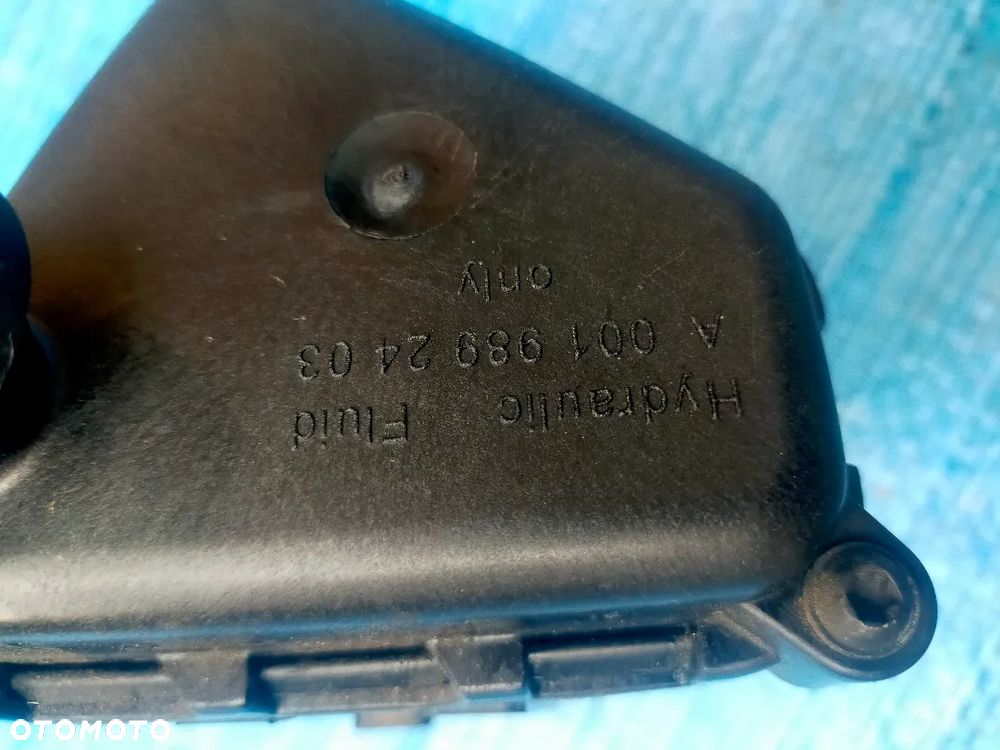 Hydraulic Fluid
A 001 989 24 03
only
OTOMOTO